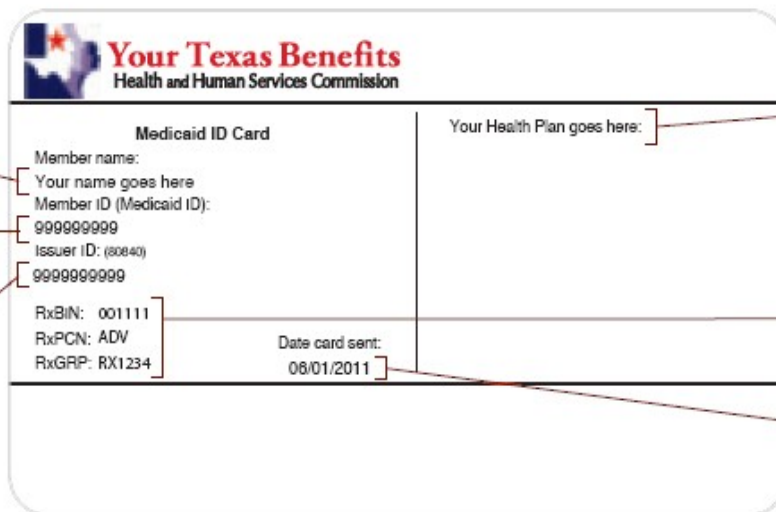 Your Texas Benefits
Health and Human Services Commission
Medicaid ID Card
Member name:
Your name goes here
Member ID (Medicaid ID):
999999999
Issuer ID: (80840)
9999999999
RxBIN: 001111
RxPCN: ADV
RxGRP: RX1234
Date card sent:
06/01/2011
Your Health Plan goes here: